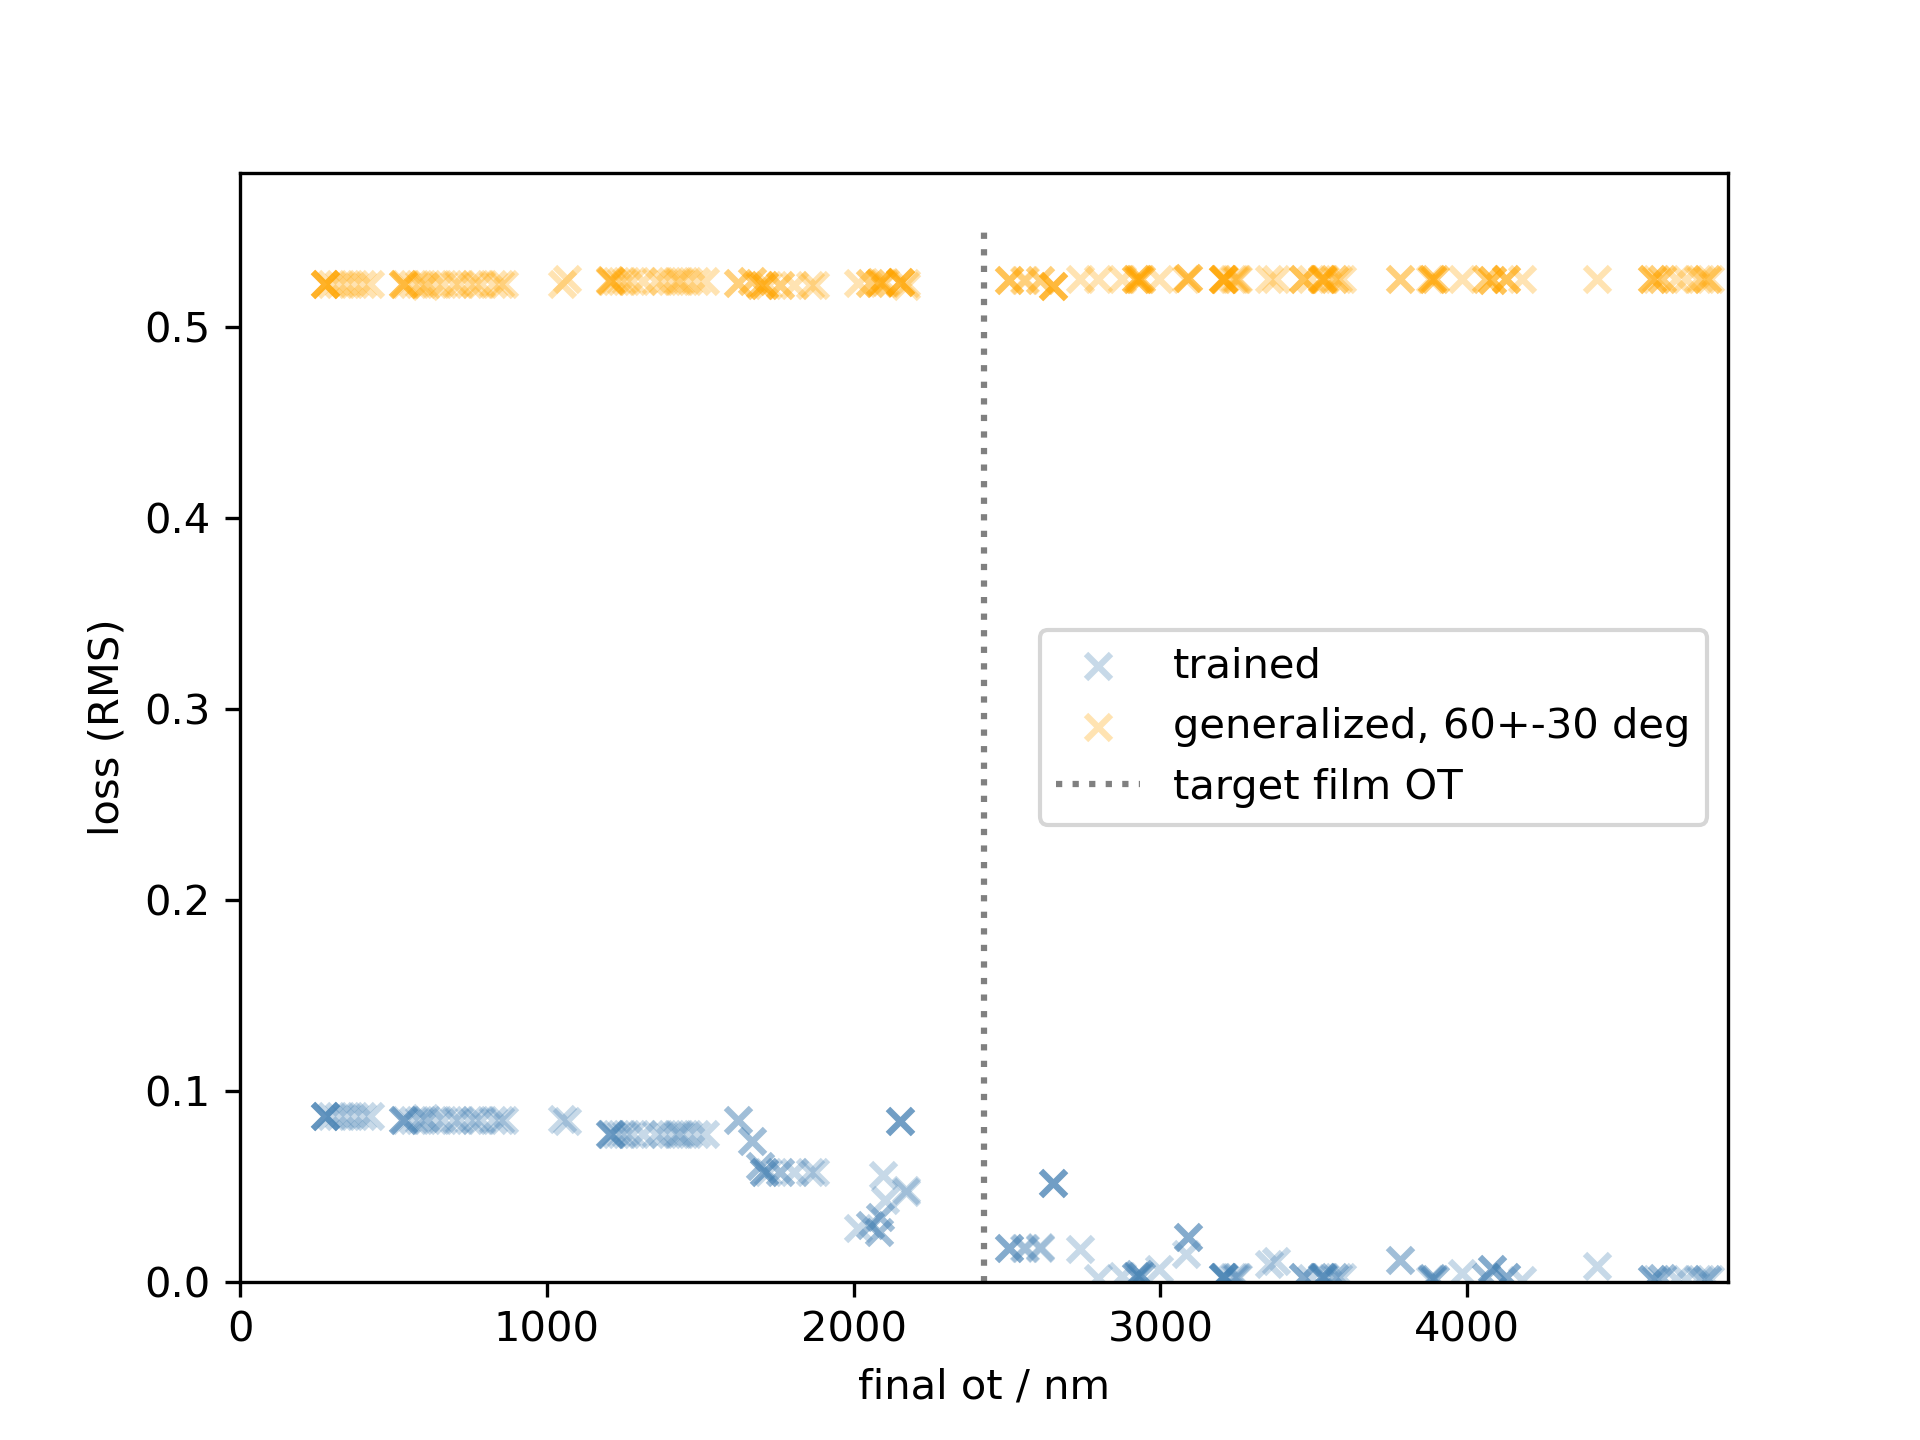 0.5
0.4
0.3
0.2
0.1
0.0
loss (RMS)
trained
generalized, 60+-30 deg
target film OT
0 1000 2000 3000 4000
final ot / nm